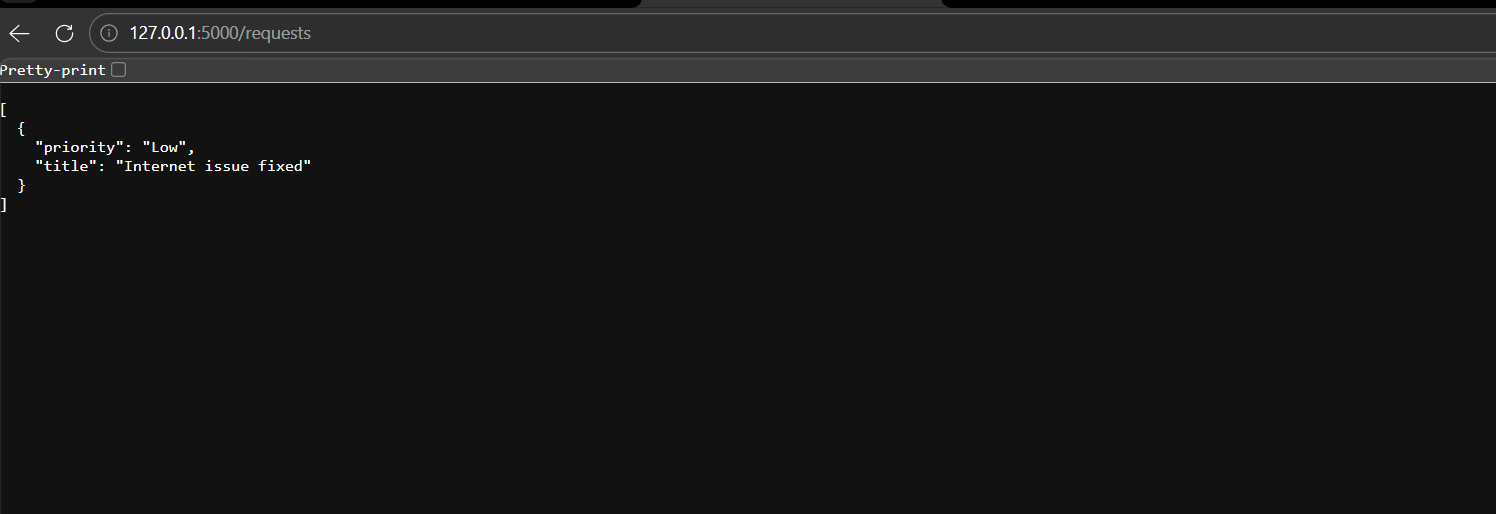 127.0.0.1:5000/requests
Pretty-print
[
  {
    "priority": "Low",
    "title": "Internet issue fixed"
  }
]